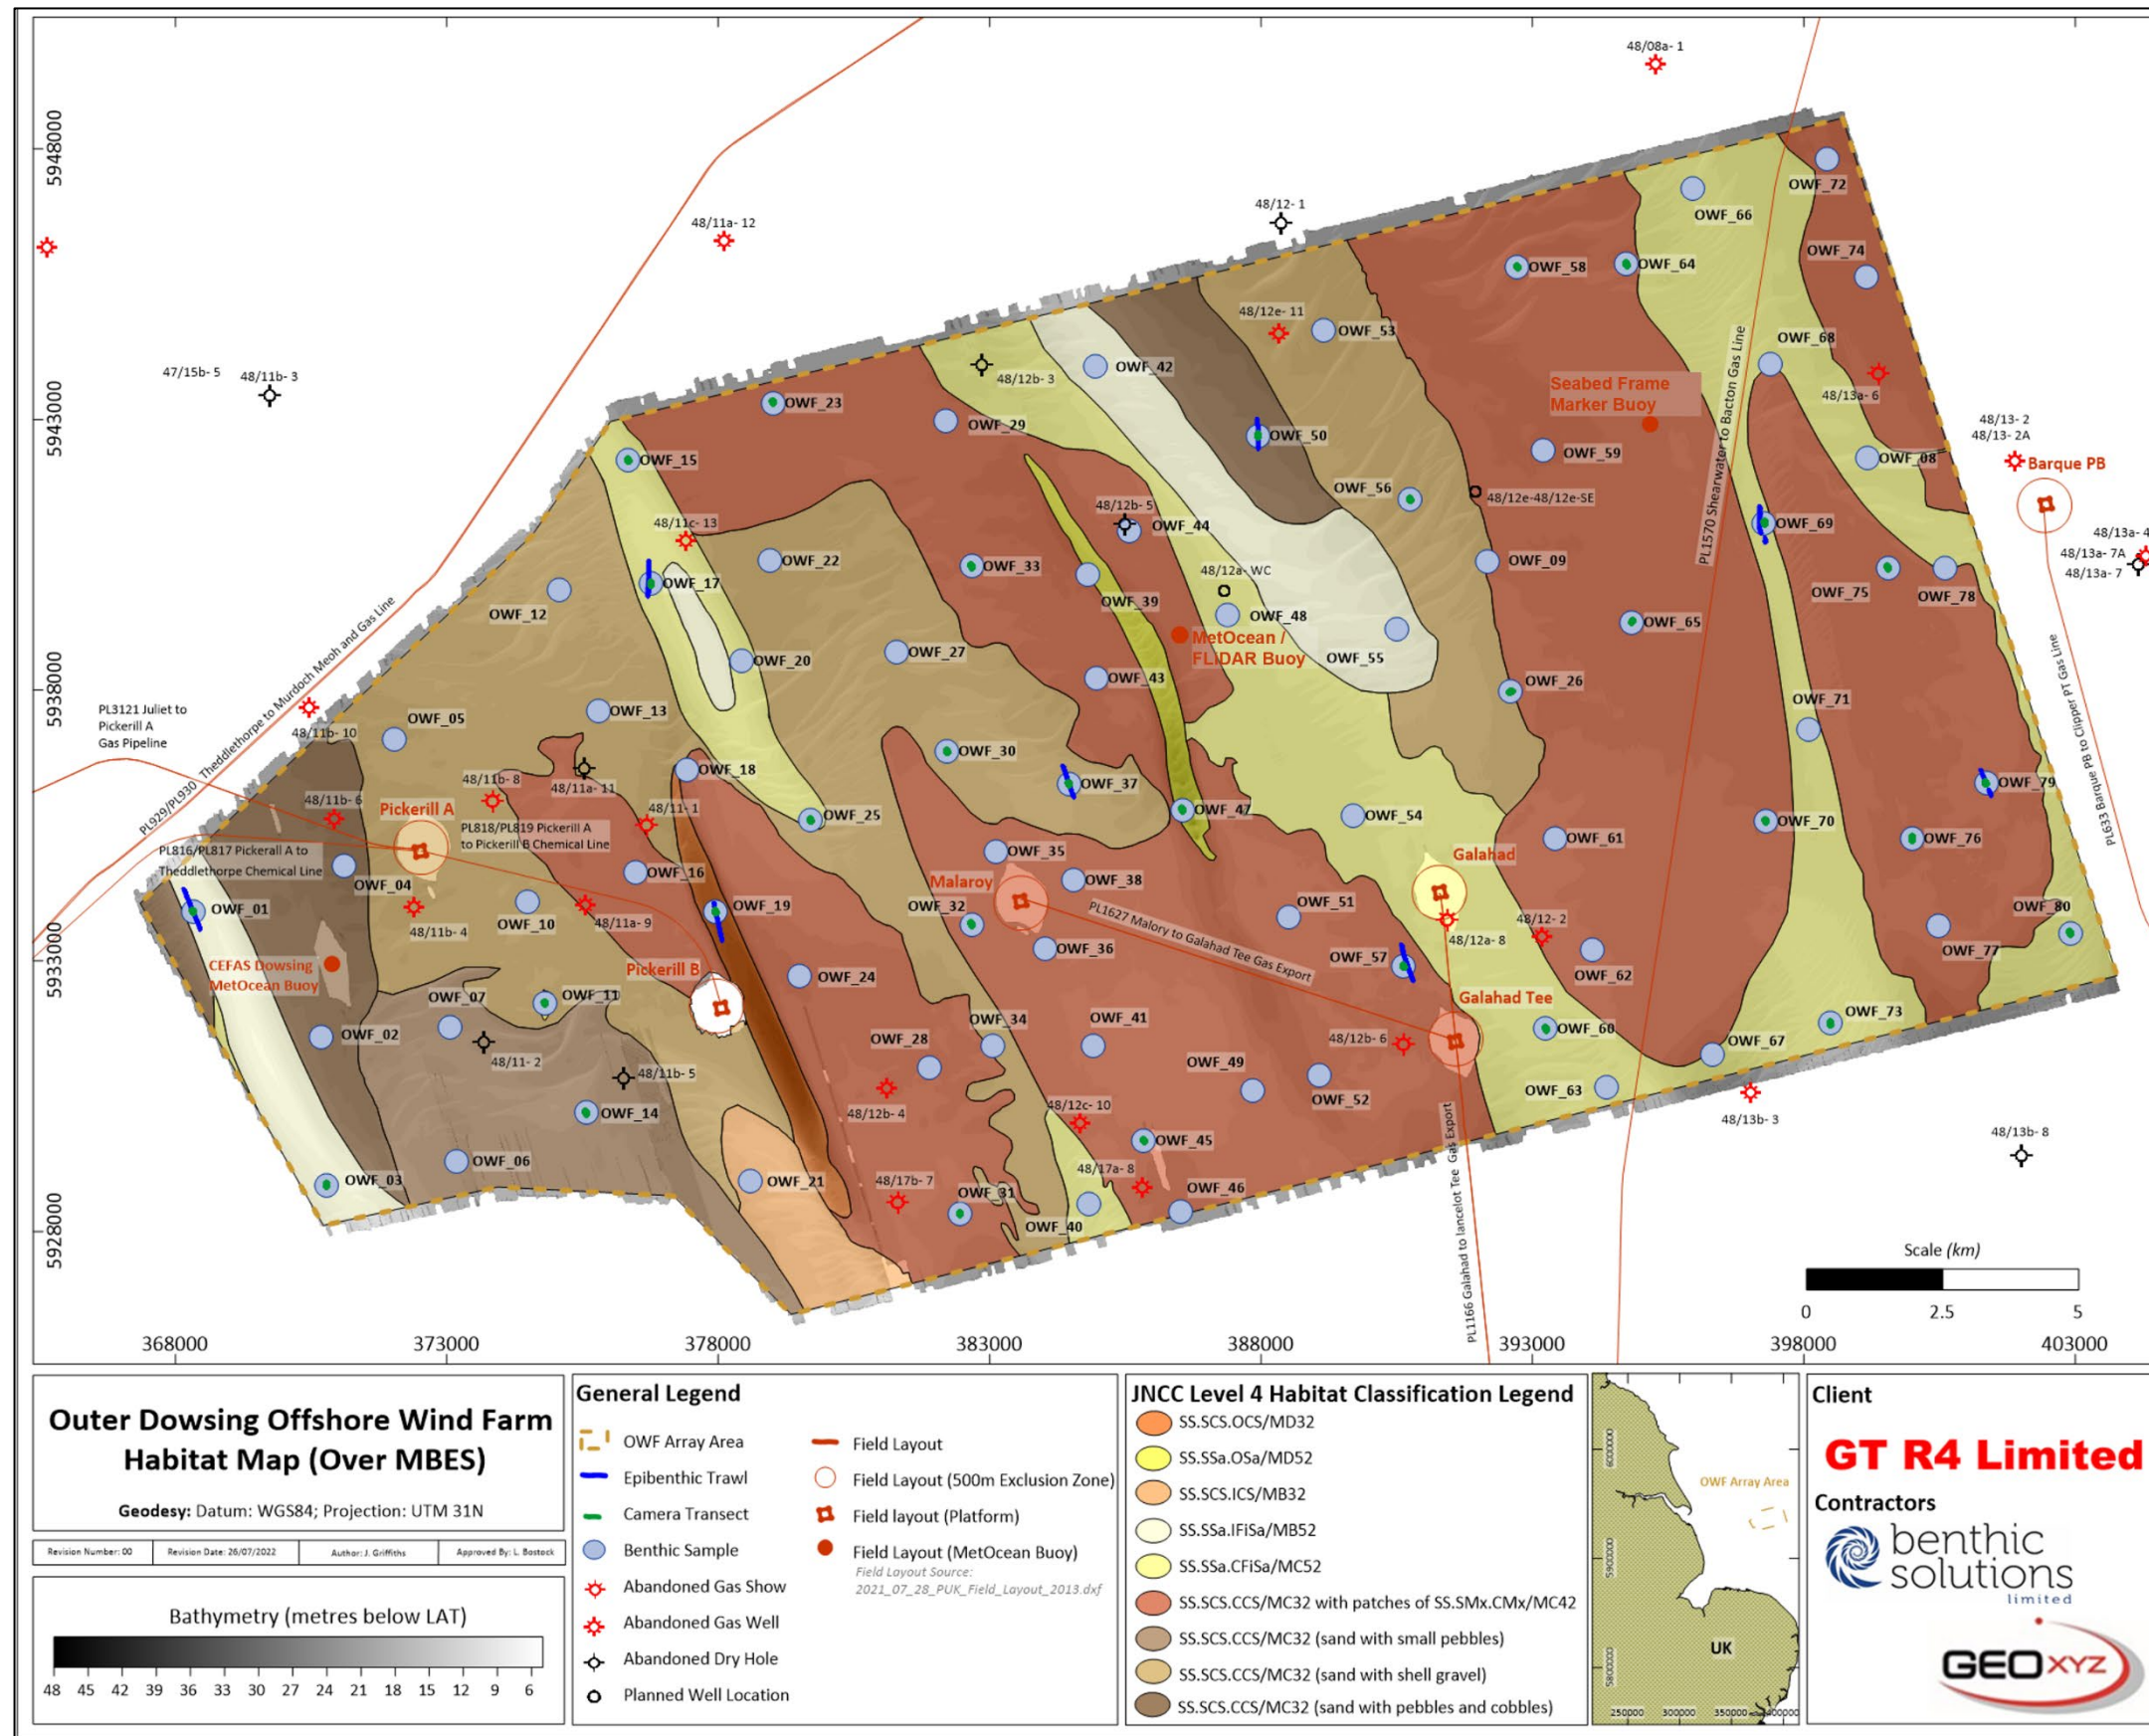 48/08a- 1
5948000
OWF_72
48/12- 1
OWF_66
48/11a- 12
OWF_74
OWF_58
OWF_64
48/12e- 11
OWF_53
OWF_68
48/12b- 3
OWF_42
47/15b- 5
48/11b- 3
Seabed Frame
Marker Buoy
48/13a- 6
5943000
OWF_23
OWF_29
OWF_50
48/13- 2
48/13- 2A
PL1570 Shearwater to Bacton Gas Line
OWF_15
OWF_59
OWF_08
Barque PB
OWF_56
48/12e-48/12e-SE
48/12b- 5
OWF_44
48/11c- 13
OWF_69
48/13a- 4
48/13a- 7A
48/13a- 7
OWF_22
OWF_33
48/12a- WC
OWF_09
OWF_17
OWF_12
OWF_39
OWF_75
OWF_78
OWF_48
OWF_65
MetOcean /
FLiDAR Buoy
OWF_27
OWF_20
OWF_55
5938000
OWF_43
OWF_26
PL3121 Juliet to
Pickerill A
Gas Pipeline
PL929/PL930 Theddlethorpe to Murdoch Meoh and Gas Line
48/11b- 10
OWF_05
OWF_13
OWF_71
PL633 Barque PB to Clipper PT Gas Line
OWF_30
OWF_18
48/11b- 8
48/11a- 11
OWF_37
OWF_79
48/11b- 6
Pickerill A
48/11- 1
OWF_25
OWF_47
OWF_54
OWF_70
PL818/PL819 Pickerill A
to Pickerill B Chemical Line
OWF_61
OWF_76
PL816/PL817 Pickerall A to
Theddlethorpe Chemical Line
OWF_35
Galahad
OWF_04
OWF_16
Malaroy
OWF_38
OWF_01
OWF_10
48/11a- 9
OWF_19
OWF_32
OWF_51
48/12- 2
OWF_80
48/11b- 4
PL1627 Malory to Galahad Tee Gas Export
48/12a- 8
5933000
CEFAS Dowsing
MetOcean Buoy
Pickerill B
OWF_24
OWF_36
OWF_57
OWF_62
OWF_77
OWF_07
OWF_11
Galahad Tee
OWF_02
OWF_34
OWF_41
OWF_73
OWF_28
48/12b- 6
OWF_60
OWF_67
48/11- 2
48/11b- 5
OWF_49
OWF_52
OWF_63
48/12b- 4
48/12c- 10
48/13b- 3
OWF_14
OWF_45
48/13b- 8
PL1166 Galahad to lancelot Tee Gas Export
OWF_06
OWF_03
OWF_21
48/17a- 8
48/17b- 7
OWF_31
OWF_46
OWF_40
5928000
Scale (km)
0 2.5 5
368000 373000 378000 383000 388000 393000 398000 403000
Outer Dowsing Offshore Wind Farm
Habitat Map (Over MBES)
Geodesy: Datum: WGS84; Projection: UTM 31N
Revision Number: 00
Revision Date: 26/07/2022
Author: J. Griffiths
Approved By: L. Bostock
Bathymetry (metres below LAT)
48 45 42 39 36 33 30 27 24 21 18 15 12 9 6
General Legend
OWF Array Area
Epibenthic Trawl
Camera Transect
Benthic Sample
Abandoned Gas Show
Abandoned Gas Well
Abandoned Dry Hole
Planned Well Location
Field Layout
Field Layout (500m Exclusion Zone)
Field layout (Platform)
Field Layout (MetOcean Buoy)
Field Layout Source:
2021_07_28_PUK_Field_Layout_2013.dxf
JNCC Level 4 Habitat Classification Legend
SS.SCS.OCS/MD32
SS.SSa.OSa/MD52
SS.SCS.ICS/MB32
SS.SSa.IFiSa/MB52
SS.SSa.CFiSa/MC52
SS.SCS.CCS/MC32 with patches of SS.SMx.CMx/MC42
SS.SCS.CCS/MC32 (sand with small pebbles)
SS.SCS.CCS/MC32 (sand with shell gravel)
SS.SCS.CCS/MC32 (sand with pebbles and cobbles)
6000000
5900000
5800000
OWF Array Area
UK
250000 300000 350000 400000
Client
GT R4 Limited
Contractors
benthic
solutions
limited
GEOXYZ